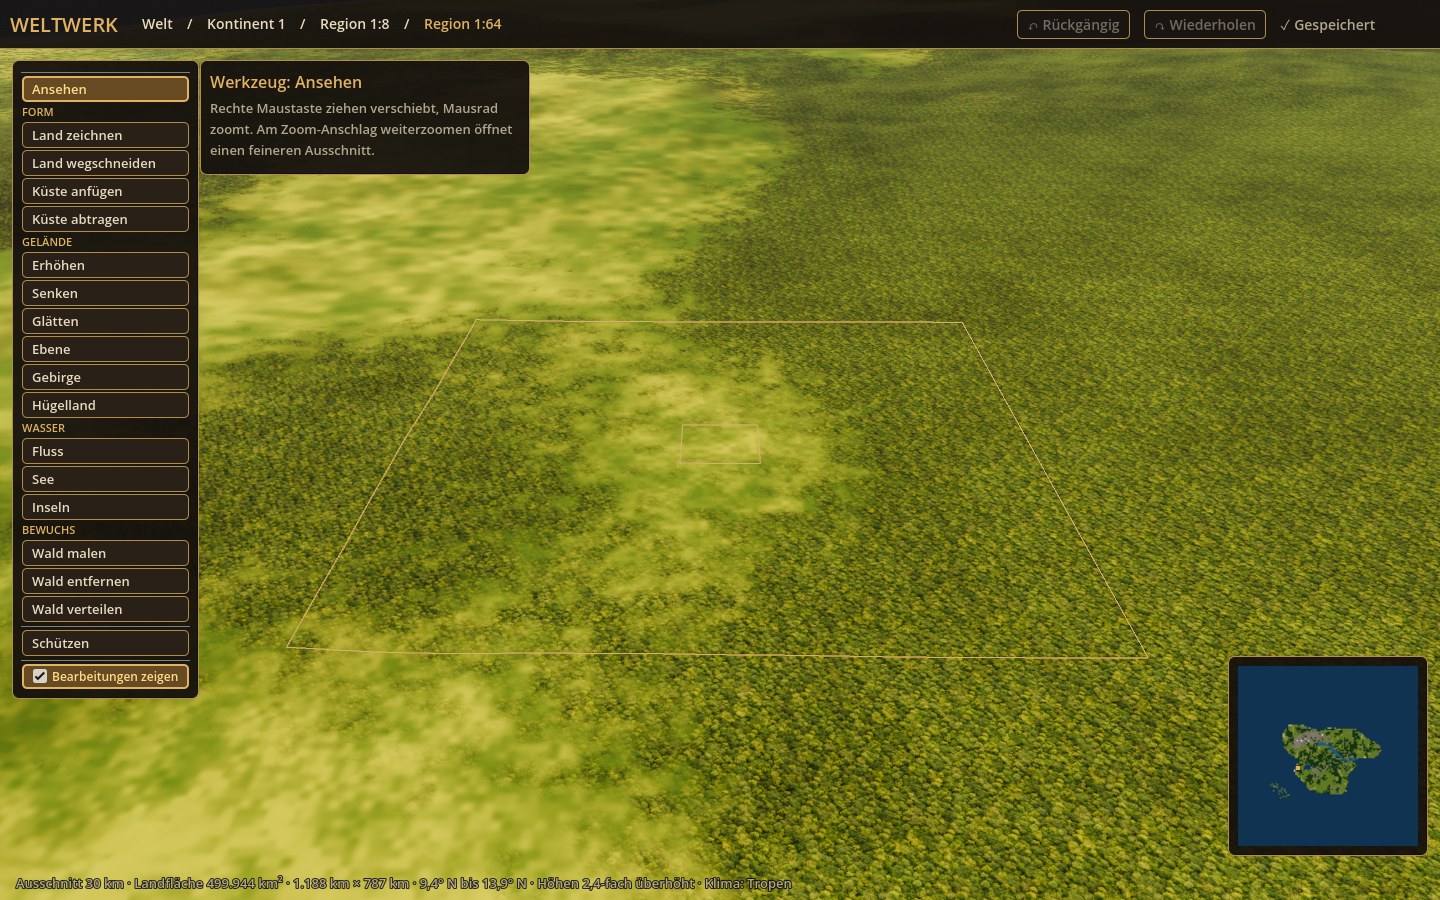 WELTWERK Welt / Kontinent 1 / Region 1:8 / Region 1:64 Rückgängig Wiederholen ✓ Gespeichert
Ansehen
FORM
Land zeichnen
Land wegschneiden
Küste anfügen
Küste abtragen
GELÄNDE
Erhöhen
Senken
Glätten
Ebene
Gebirge
Hügelland
WASSER
Fluss
See
Inseln
BEWUCHS
Wald malen
Wald entfernen
Wald verteilen
Schützen
Bearbeitungen zeigen
Werkzeug: Ansehen
Rechte Maustaste ziehen verschiebt, Mausrad
zoomt. Am Zoom-Anschlag weiterzoomen öffnet
einen feineren Ausschnitt.
Ausschnitt 30 km · Landfläche 499.944 km² · 1.188 km × 787 km · 9,4° N bis 13,9° N · Höhen 2,4-fach überhöht · Klima: Tropen